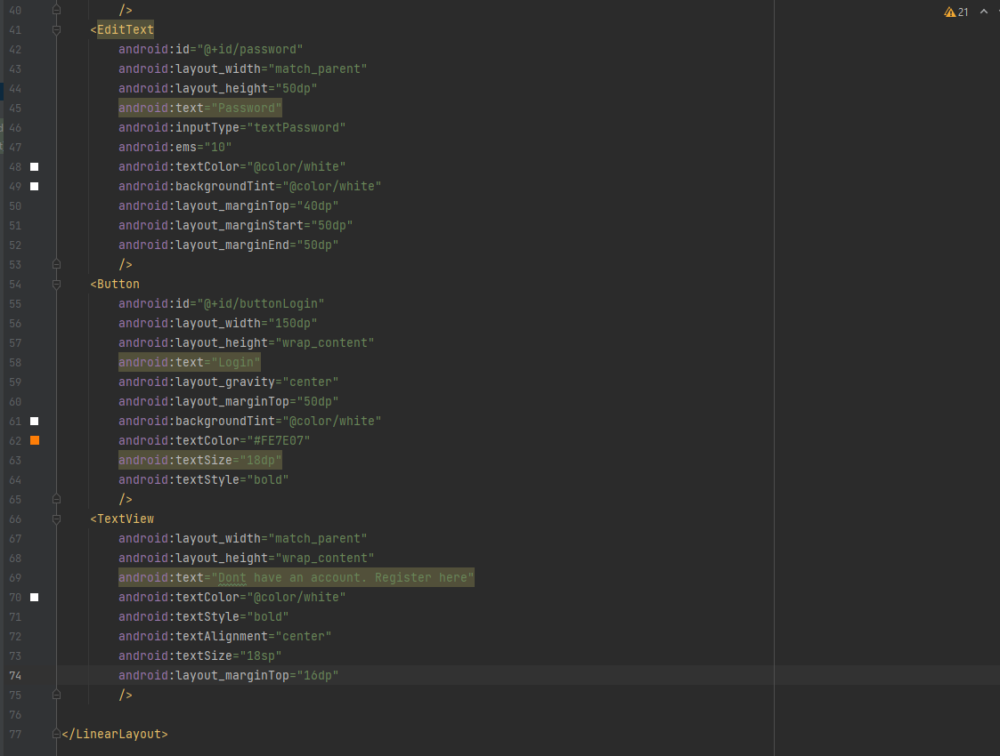 21
40 />
41 <EditText
42 android:id="@+id/password"
43 android:layout_width="match_parent"
44 android:layout_height="50dp"
45 android:text="Password"
46 android:inputType="textPassword"
47 android:ems="10"
48 android:textColor="@color/white"
49 android:backgroundTint="@color/white"
50 android:layout_marginTop="40dp"
51 android:layout_marginStart="50dp"
52 android:layout_marginEnd="50dp"
53 />
54 <Button
55 android:id="@+id/buttonLogin"
56 android:layout_width="150dp"
57 android:layout_height="wrap_content"
58 android:text="Login"
59 android:layout_gravity="center"
60 android:layout_marginTop="50dp"
61 android:backgroundTint="@color/white"
62 android:textColor="#FE7E07"
63 android:textSize="18dp"
64 android:textStyle="bold"
65 />
66 <TextView
67 android:layout_width="match_parent"
68 android:layout_height="wrap_content"
69 android:text="Dont have an account. Register here"
70 android:textColor="@color/white"
71 android:textStyle="bold"
72 android:textAlignment="center"
73 android:textSize="18sp"
74 android:layout_marginTop="16dp"
75 />
76
77 </LinearLayout>